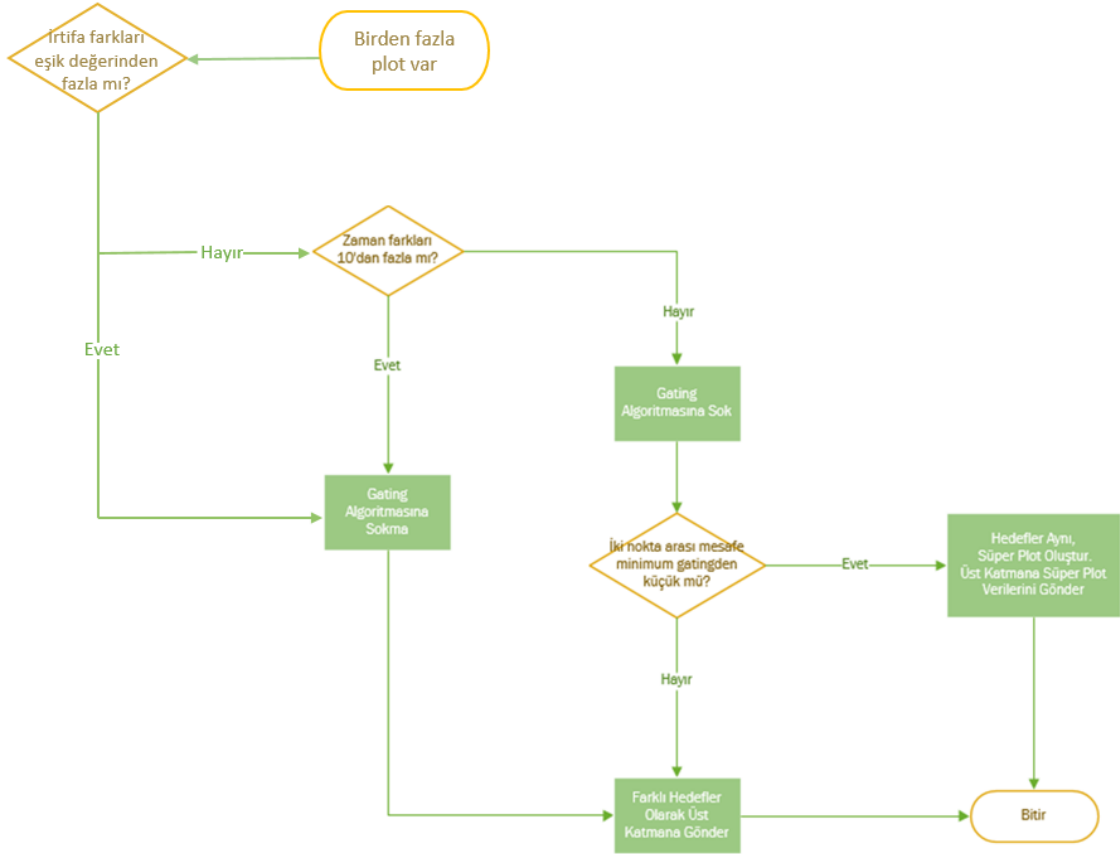 İrtifa farkları
eşik değerinden
fazla mı?
Birden fazla
plot var
Hayır
Zaman farkları
10'dan fazla mı?
Hayır
Evet
Evet
Gating
Algoritmasına Sok
Gating
Algoritmasına
Sokma
İki nokta arası mesafe
minimum gatingden
küçük mü?
Evet
Hedefler Aynı,
Süper Plot Oluştur.
Üst Katmana Süper Plot
Verilerini Gönder
Hayır
Farklı Hedefler
Olarak Üst
Katmana Gönder
Bitir